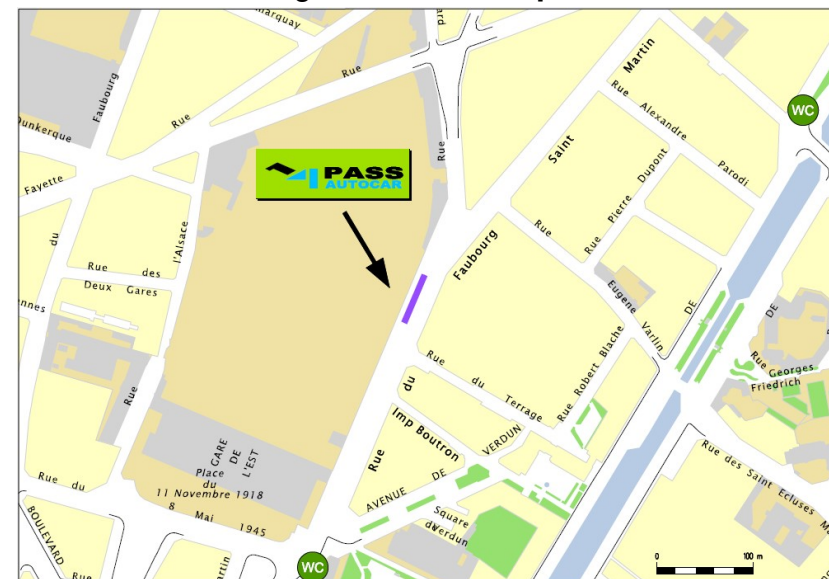 Marquay
Faubourg
Rue
Rue
Dunkerque
Fayette
du
PASS
AUTOCAR
Rue
Martin
Saint
Rue Alexandre Parodi
Rue Pierre Dupont
Rue Eugene Varlin
Faubourg
du
Rue
l'Alsace
Rue
Rue des
Deux Gares
Rue du Terrage
Rue Robert Blache
Imp Boutron
AVENUE DE VERDUN
Square
de Verdun
GARE
DE
L'EST
Place
du
11 Novembre 1918
8 Mai 1945
Rue du
BOULEVARD
Rue
DE
DE
Rue Georges
Friedrich
Rue des Saint Ecluses
WC
WC
0 100 m